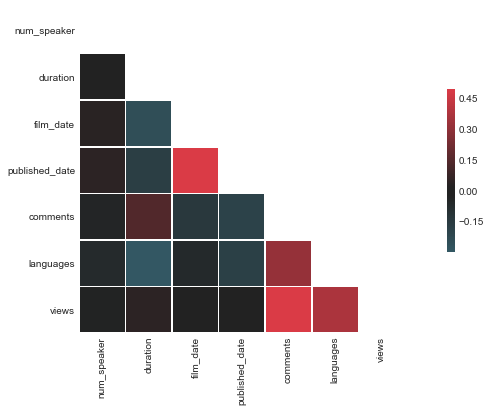 num_speaker
duration
film_date
published_date
comments
languages
views
num_speaker
duration
film_date
published_date
comments
languages
views
0.45
0.30
0.15
0.00
−0.15